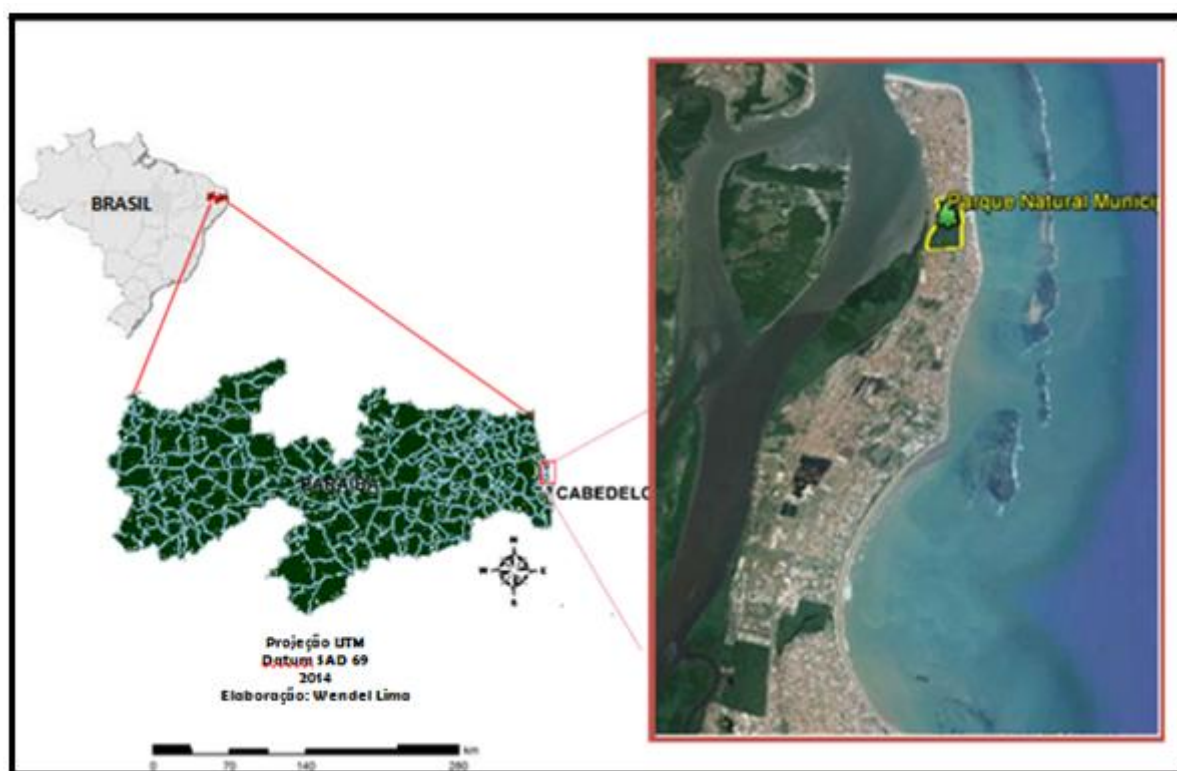 BRASIL
Parque Natural Municip
PARAÍBA
CABEDELO
N
W E
S
Projeção UTM
Datum SAD 69
2014
Elaboração: Wendel Lima
km
0 70 140 280